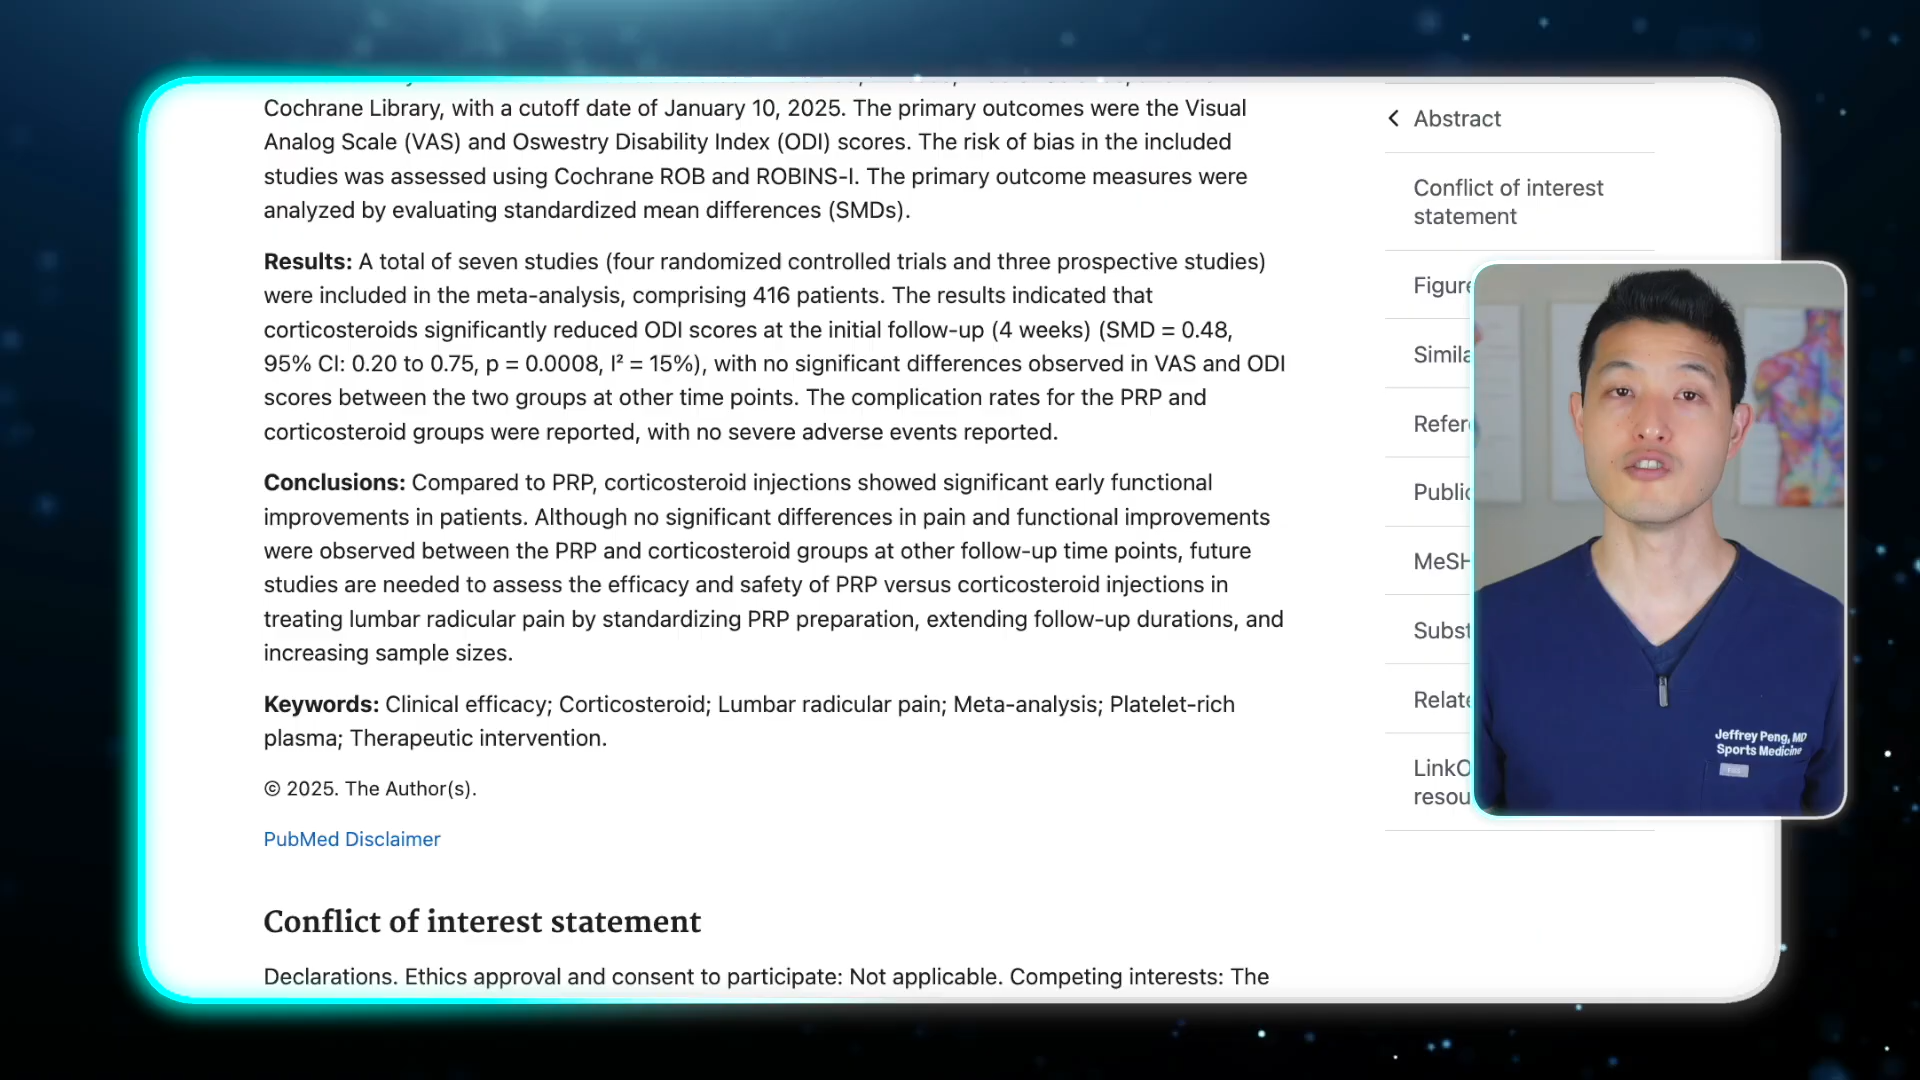 Cochrane Library, with a cutoff date of January 10, 2025. The primary outcomes were the Visual
Analog Scale (VAS) and Oswestry Disability Index (ODI) scores. The risk of bias in the included
studies was assessed using Cochrane ROB and ROBINS-I. The primary outcome measures were
analyzed by evaluating standardized mean differences (SMDs).
Results: A total of seven studies (four randomized controlled trials and three prospective studies)
were included in the meta-analysis, comprising 416 patients. The results indicated that
corticosteroids significantly reduced ODI scores at the initial follow-up (4 weeks) (SMD = 0.48,
95% CI: 0.20 to 0.75, p = 0.0008, I² = 15%), with no significant differences observed in VAS and ODI
scores between the two groups at other time points. The complication rates for the PRP and
corticosteroid groups were reported, with no severe adverse events reported.
Conclusions: Compared to PRP, corticosteroid injections showed significant early functional
improvements in patients. Although no significant differences in pain and functional improvements
were observed between the PRP and corticosteroid groups at other follow-up time points, future
studies are needed to assess the efficacy and safety of PRP versus corticosteroid injections in
treating lumbar radicular pain by standardizing PRP preparation, extending follow-up durations, and
increasing sample sizes.
Keywords: Clinical efficacy; Corticosteroid; Lumbar radicular pain; Meta-analysis; Platelet-rich
plasma; Therapeutic intervention.
© 2025. The Author(s).
PubMed Disclaimer
Conflict of interest statement
Declarations. Ethics approval and consent to participate: Not applicable. Competing interests: The
Abstract
Conflict of interest
statement
Figure
Simila
Refer
Public
MeSH
Subst
Relate
LinkO
resou
Jeffrey Peng, MD
Sports Medicine